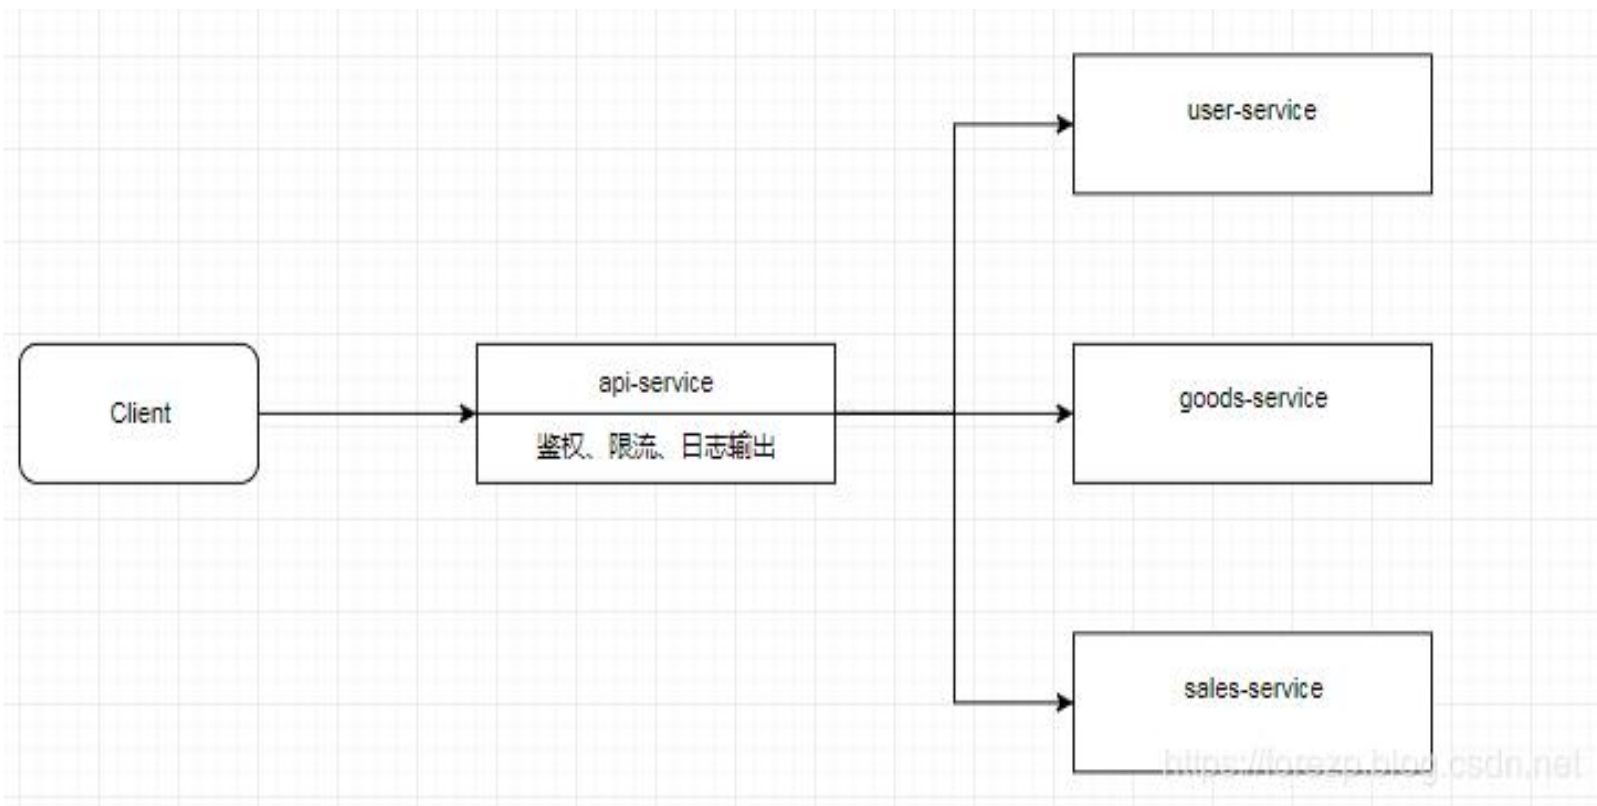 user-service
Client
api-service
鉴权、限流、日志输出
goods-service
sales-service
https://forezp.blog.csdn.net